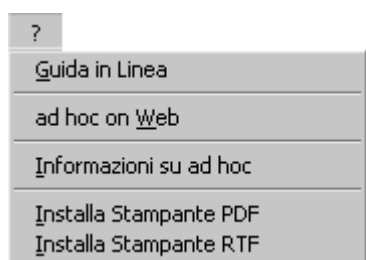 ?
Guida in Linea
ad hoc on Web
Informazioni su ad hoc
Installa Stampante PDF
Installa Stampante RTF